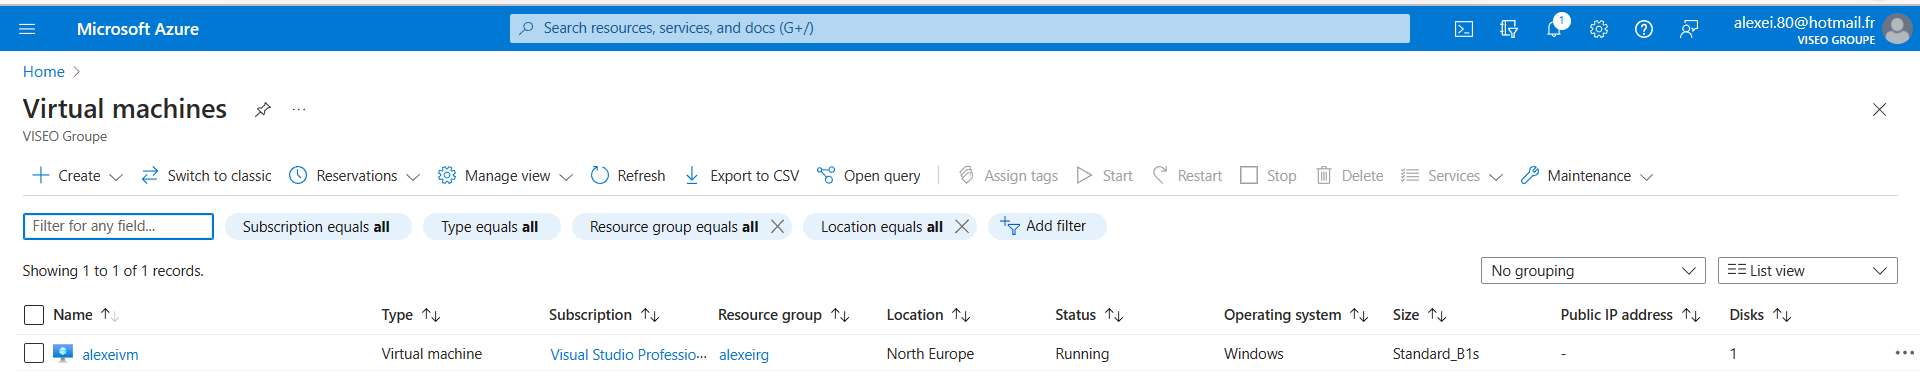 Microsoft Azure
Search resources, services, and docs (G+/)
1
alexei.80@hotmail.fr
VISEO GROUPE
Home
Virtual machines
VISEO Groupe
Create Switch to classic Reservations Manage view Refresh Export to CSV Open query Assign tags Start Restart Stop Delete Services Maintenance
Filter for any field... Subscription equals all Type equals all Resource group equals all Location equals all Add filter
Showing 1 to 1 of 1 records. No grouping List view
Name Type Subscription Resource group Location Status Operating system Size Public IP address Disks
alexeivm Virtual machine Visual Studio Professio... alexeirg North Europe Running Windows Standard_B1s - 1